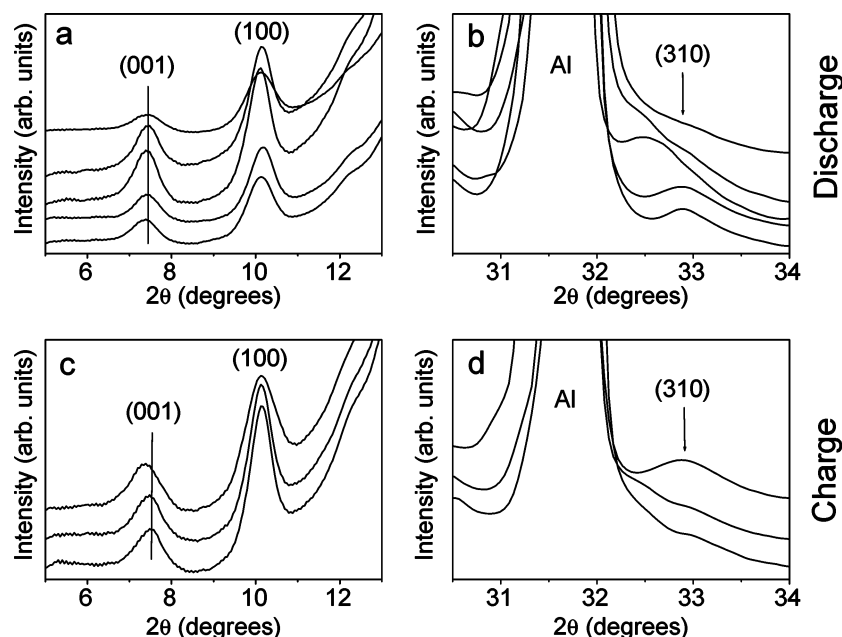 a
(001)
(100)
Intensity (arb. units)
6 8 10 12
2θ (degrees)
b
Al
(310)
Intensity (arb. units)
31 32 33 34
2θ (degrees)
Discharge
c
(001)
(100)
Intensity (arb. units)
6 8 10 12
2θ (degrees)
d
Al
(310)
Intensity (arb. units)
31 32 33 34
2θ (degrees)
Charge